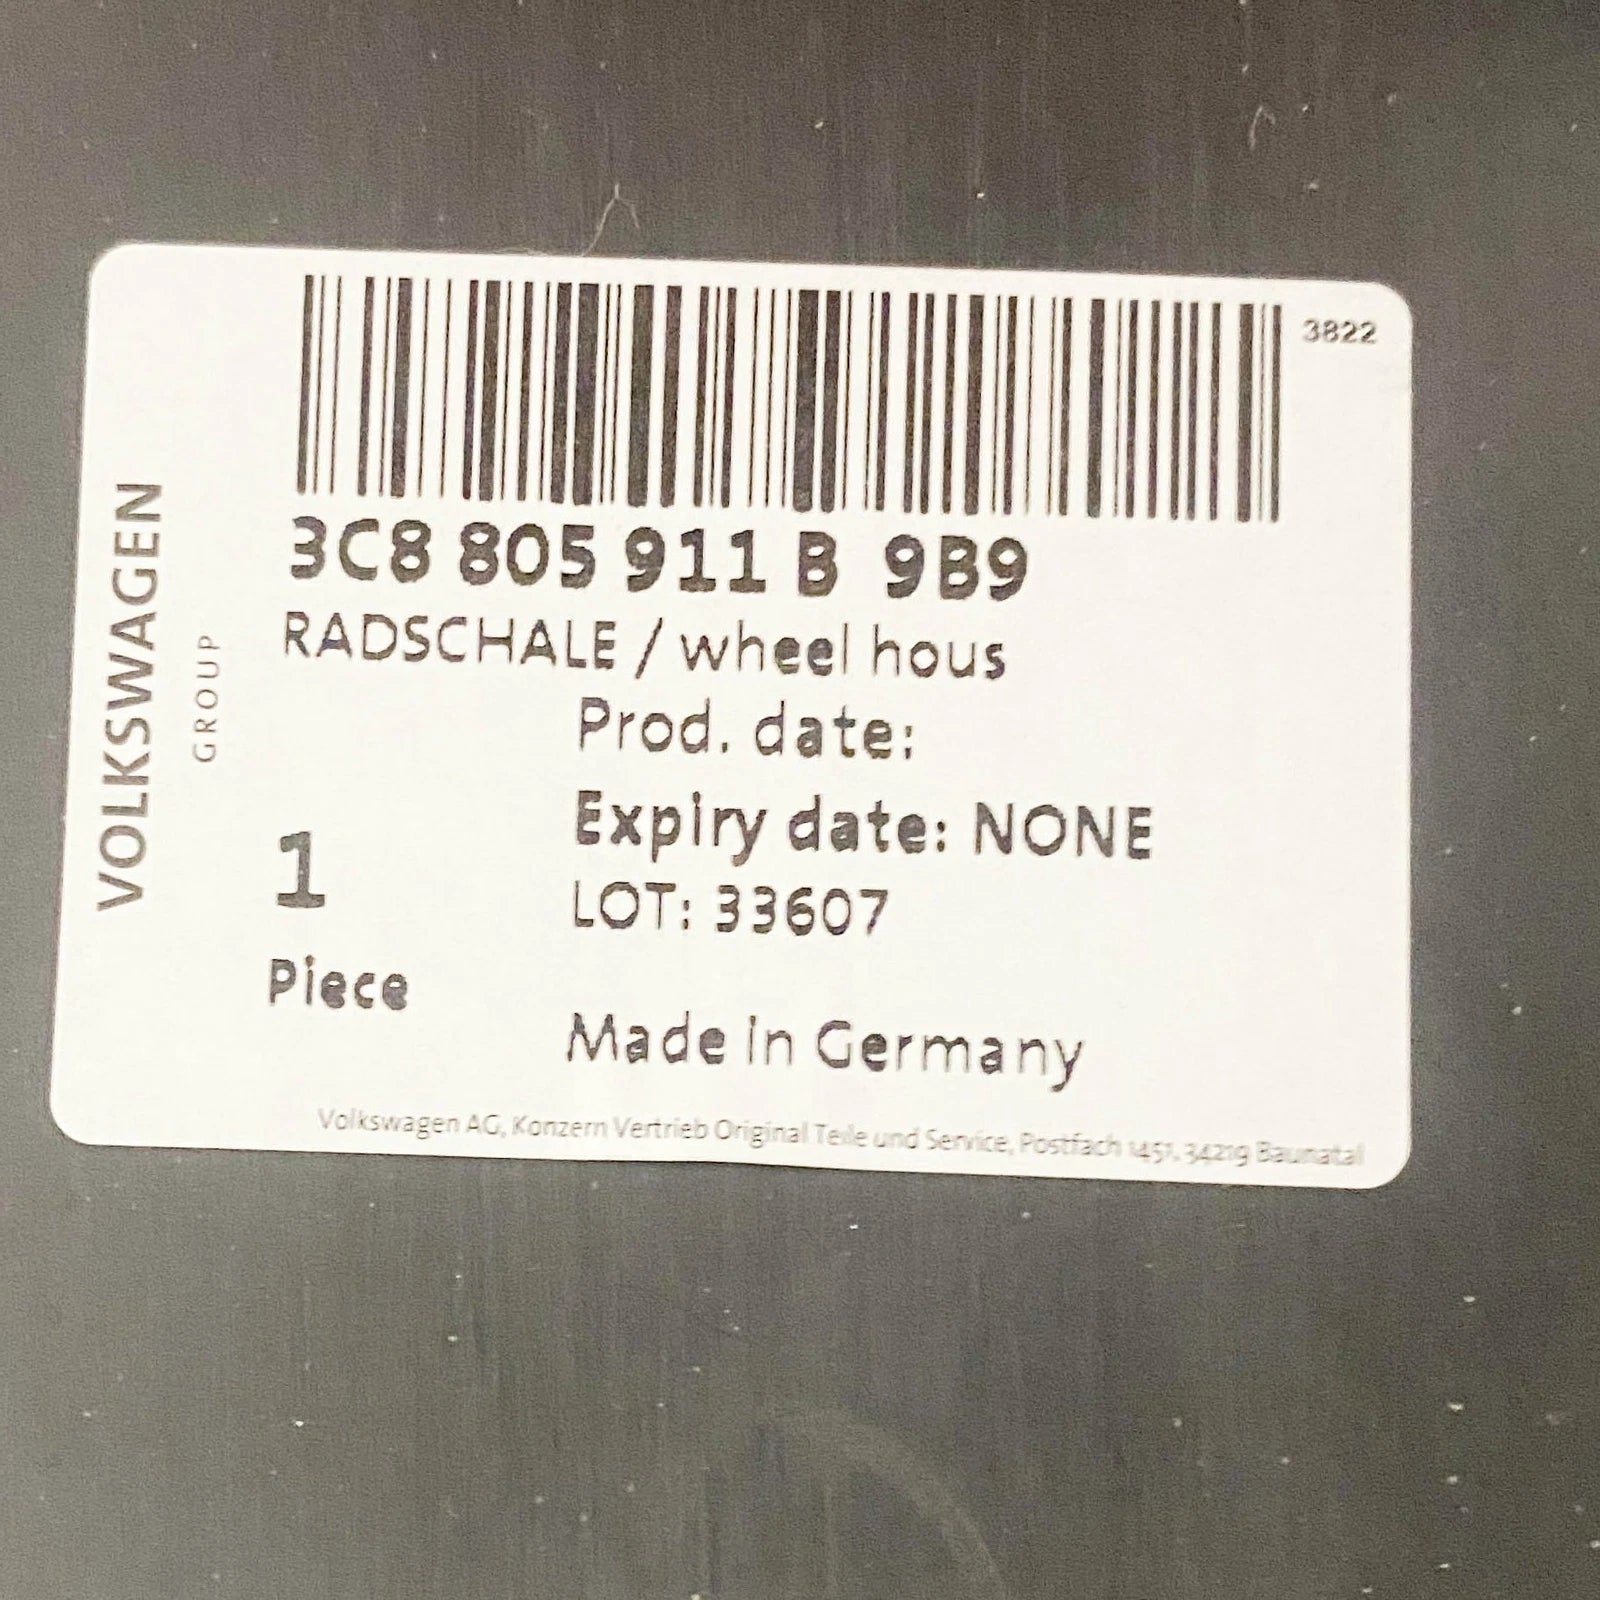 3822
VOLKSWAGEN
GROUP
3C8 805 911 B 9B9
RADSCHALE / wheel hous
Prod. date:
Expiry date: NONE
1
LOT: 33607
Piece
Made in Germany
Volkswagen AG, Konzern Vertrieb Original Teile und Service, Postfach 1451, 34219 Baunatal